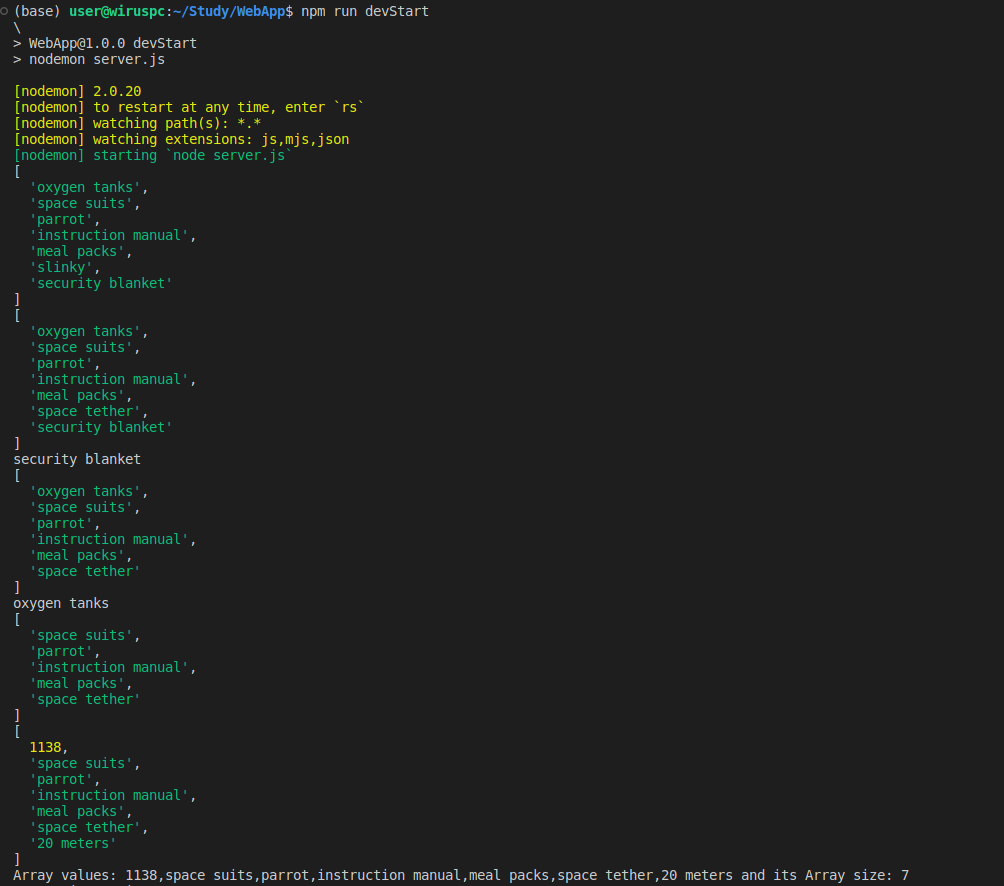 (base) user@wiruspc:~/Study/WebApp$ npm run devStart
\
> WebApp@1.0.0 devStart
> nodemon server.js
[nodemon] 2.0.20
[nodemon] to restart at any time, enter `rs`
[nodemon] watching path(s): *.*
[nodemon] watching extensions: js,mjs,json
[nodemon] starting `node server.js`
[
  'oxygen tanks',
  'space suits',
  'parrot',
  'instruction manual',
  'meal packs',
  'slinky',
  'security blanket'
]
[
  'oxygen tanks',
  'space suits',
  'parrot',
  'instruction manual',
  'meal packs',
  'space tether',
  'security blanket'
]
security blanket
[
  'oxygen tanks',
  'space suits',
  'parrot',
  'instruction manual',
  'meal packs',
  'space tether'
]
oxygen tanks
[
  'space suits',
  'parrot',
  'instruction manual',
  'meal packs',
  'space tether'
]
[
  1138,
  'space suits',
  'parrot',
  'instruction manual',
  'meal packs',
  'space tether',
  '20 meters'
]
Array values: 1138,space suits,parrot,instruction manual,meal packs,space tether,20 meters and its Array size: 7